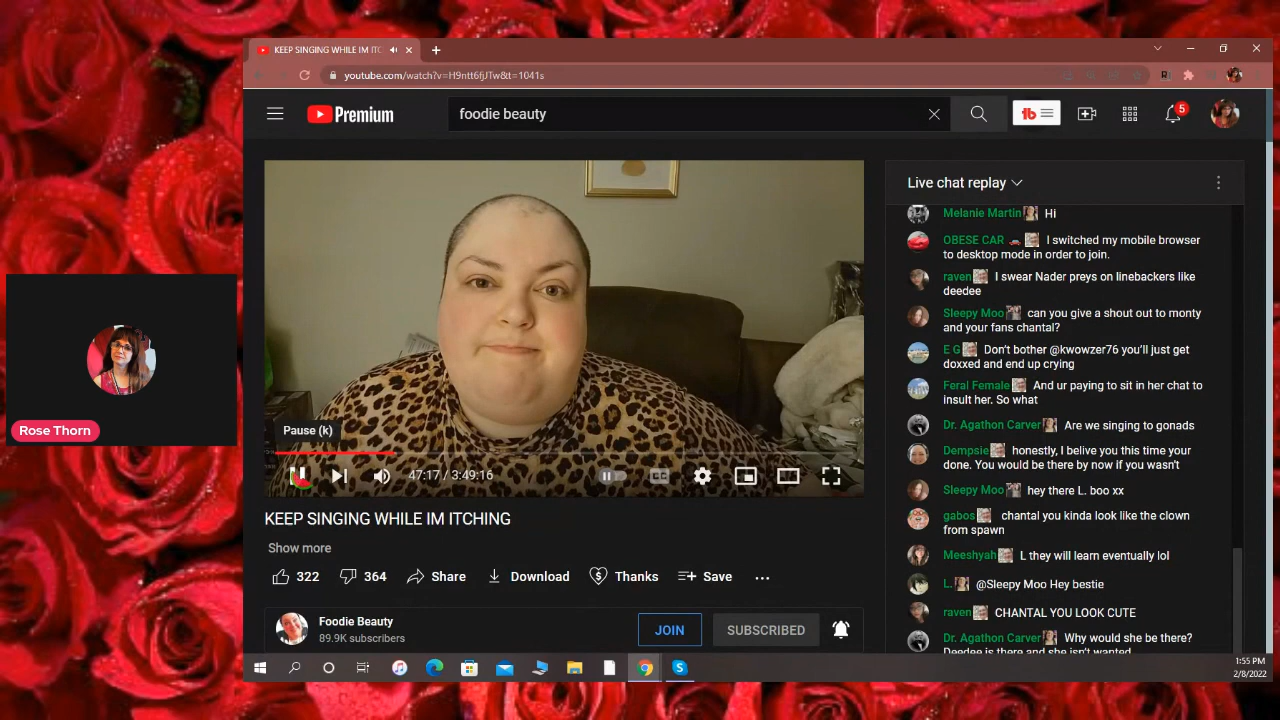 KEEP SINGING WHILE IM ITC
youtube.com/watch?v=H9ntt6fjJTw&t=1041s
Premium
foodie beauty
5
Live chat replay
Melanie Martin Hi
OBESE CAR I switched my mobile browser
to desktop mode in order to join.
raven I swear Nader preys on linebackers like
deedee
Sleepy Moo can you give a shout out to monty
and your fans chantal?
E G Don't bother @kwowzer76 you'll just get
doxxed and end up crying
Feral Female And ur paying to sit in her chat to
insult her. So what
Dr. Agathon Carver Are we singing to gonads
Dempsie honestly, I belive you this time your
done. You would be there by now if you wasn't
Sleepy Moo hey there L. boo xx
gabos chantal you kinda look like the clown
from spawn
Meeshyah L they will learn eventually lol
L. @Sleepy Moo Hey bestie
raven CHANTAL YOU LOOK CUTE
Dr. Agathon Carver Why would she be there?
Deedee is there and she isn't wanted
Pause (k)
47:17 / 3:49:16
KEEP SINGING WHILE IM ITCHING
Show more
322 364 Share Download Thanks Save
Foodie Beauty
89.9K subscribers
JOIN SUBSCRIBED
Rose Thorn
1:55 PM
2/8/2022